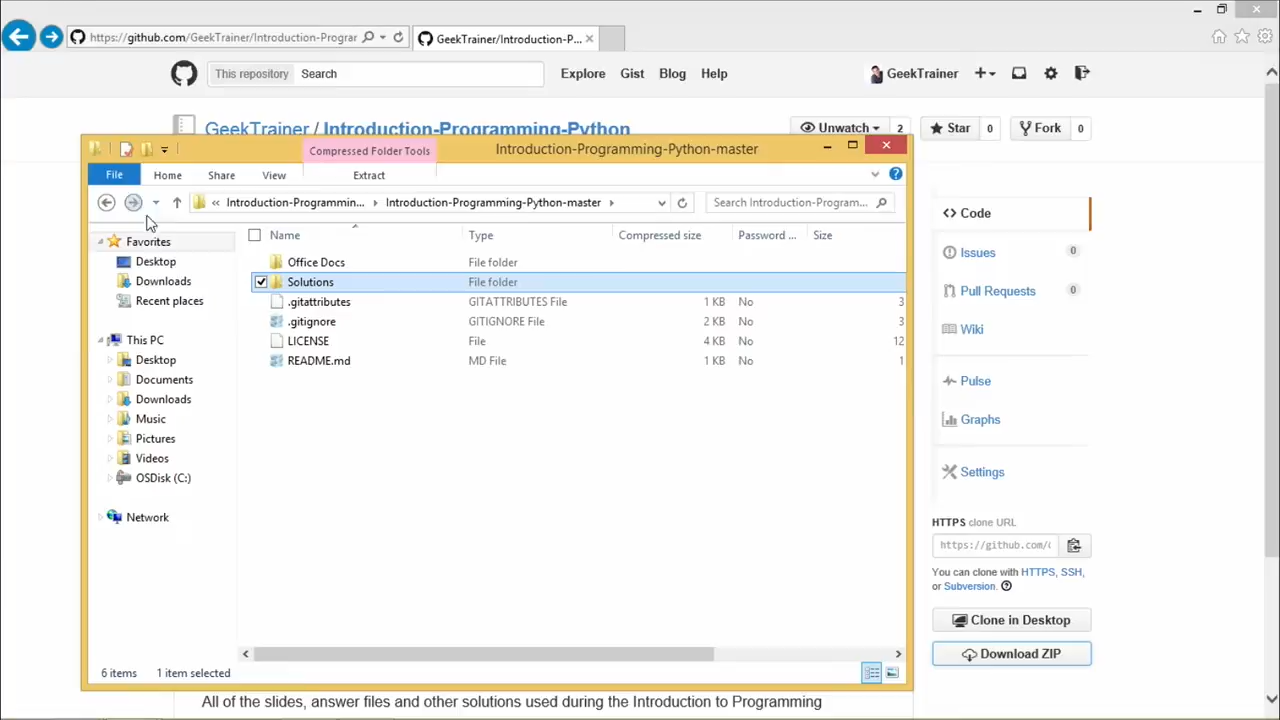 https://github.com/GeekTrainer/Introduction-Prograr
GeekTrainer/Introduction-P...
This repository
Search
Explore
Gist
Blog
Help
GeekTrainer
GeekTrainer / Introduction-Programming-Python
Unwatch
2
Star
0
Fork
0
Compressed Folder Tools
Introduction-Programming-Python-master
File
Home
Share
View
Extract
« Introduction-Programmin...
Introduction-Programming-Python-master
Search Introduction-Program...
Favorites
Desktop
Downloads
Recent places
This PC
Desktop
Documents
Downloads
Music
Pictures
Videos
OSDisk (C:)
Network
Name
Type
Compressed size
Password ...
Size
Office Docs
File folder
Solutions
File folder
.gitattributes
GITATTRIBUTES File
1 KB
No
3
.gitignore
GITIGNORE File
2 KB
No
3
LICENSE
File
4 KB
No
12
README.md
MD File
1 KB
No
1
6 items
1 item selected
Code
Issues
0
Pull Requests
0
Wiki
Pulse
Graphs
Settings
HTTPS clone URL
https://github.com/(
You can clone with HTTPS, SSH,
or Subversion.
Clone in Desktop
Download ZIP
All of the slides, answer files and other solutions used during the Introduction to Programming